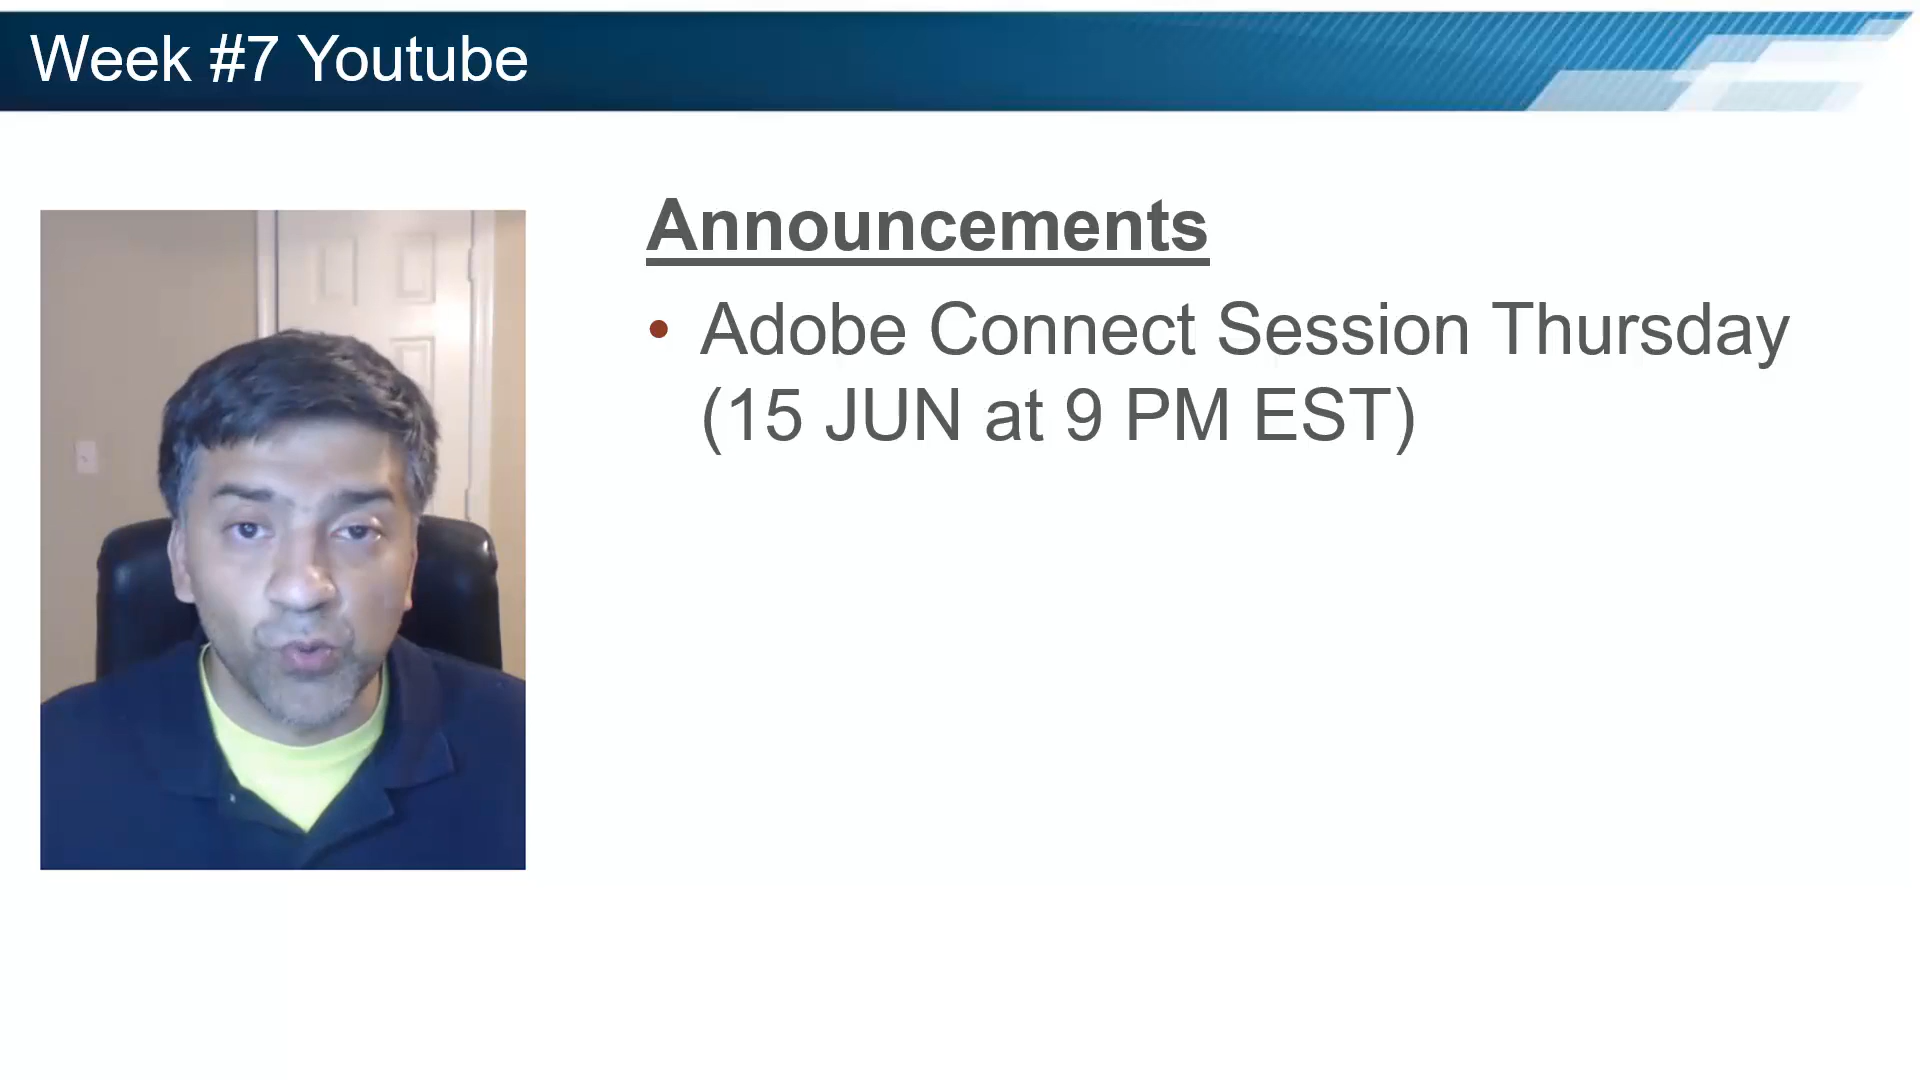 Week #7 Youtube
Announcements
• Adobe Connect Session Thursday
(15 JUN at 9 PM EST)